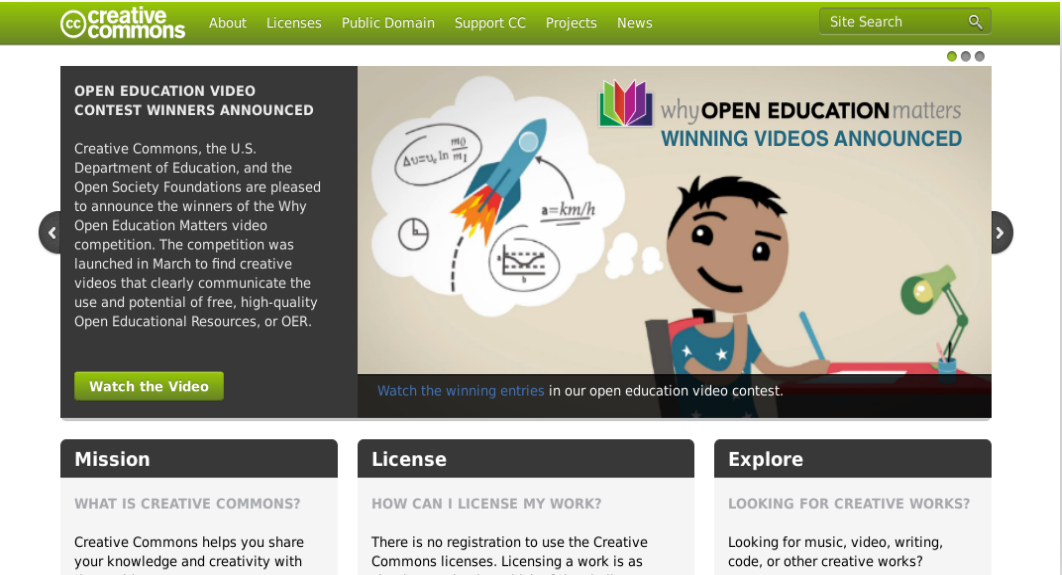 cc creative commons
About Licenses Public Domain Support CC Projects News
Site Search
OPEN EDUCATION VIDEO
CONTEST WINNERS ANNOUNCED
Creative Commons, the U.S.
Department of Education, and the
Open Society Foundations are pleased
to announce the winners of the Why
Open Education Matters video
competition. The competition was
launched in March to find creative
videos that clearly communicate the
use and potential of free, high-quality
Open Educational Resources, or OER.
Watch the Video
why OPEN EDUCATION matters
WINNING VIDEOS ANNOUNCED
a=km/h
a
b
Watch the winning entries in our open education video contest.
Mission
WHAT IS CREATIVE COMMONS?
Creative Commons helps you share
your knowledge and creativity with
License
HOW CAN I LICENSE MY WORK?
There is no registration to use the Creative
Commons licenses. Licensing a work is as
Explore
LOOKING FOR CREATIVE WORKS?
Looking for music, video, writing,
code, or other creative works?